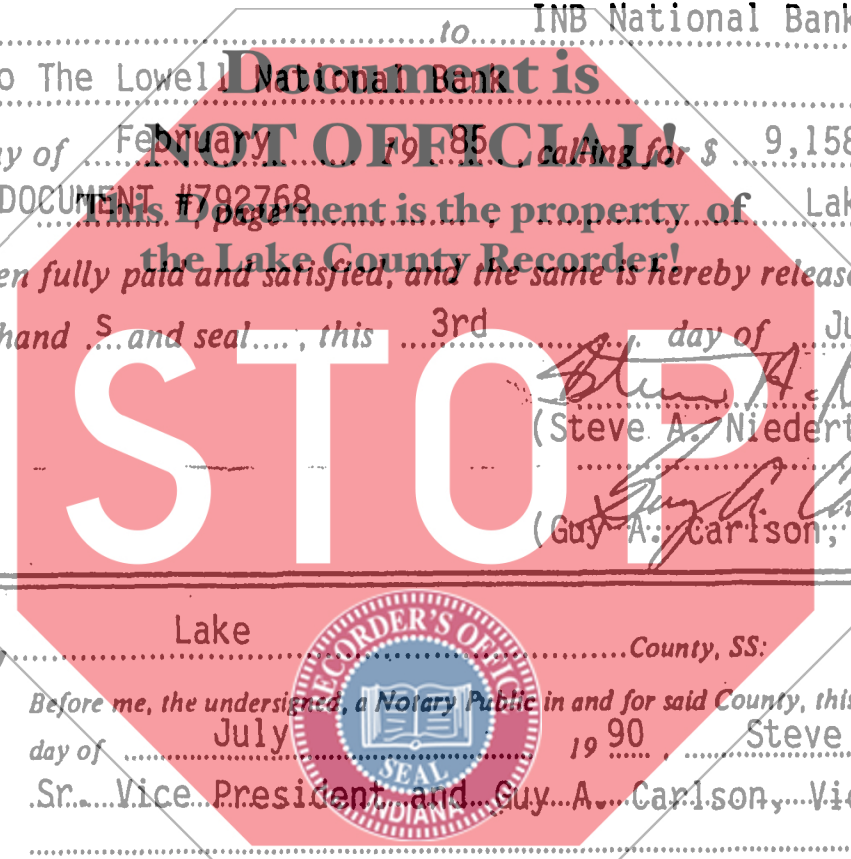 to INB National Bank
o The Lowell National Bank
Document is
ay of February 19 85 calling for $ 9,158
NOT OFFICIAL!
DOCUMENT #792768 page , Lak
This Document is the property of
the Lake County Recorder!
en fully paid and satisfied, and the same is hereby release
hand s and seal , this 3rd day of Ju
STOP
(Steve A. Niedert
(Guy A. Carlson,
Lake County, SS:
RECORDER'S OFFICE
Before me, the undersigned, a Notary Public in and for said County, this
day of July 19 90 , Steve
SEAL
Sr. Vice President and Guy A. Carlson, Vic
INDIANA